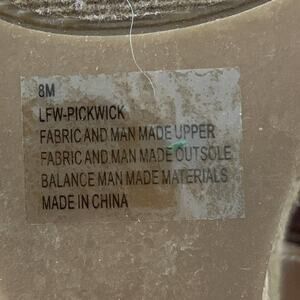 8M
LFW-PICKWICK
FABRIC AND MAN MADE UPPER
FABRIC AND MAN MADE OUTSOLE
BALANCE MAN MADE MATERIALS
MADE IN CHINA